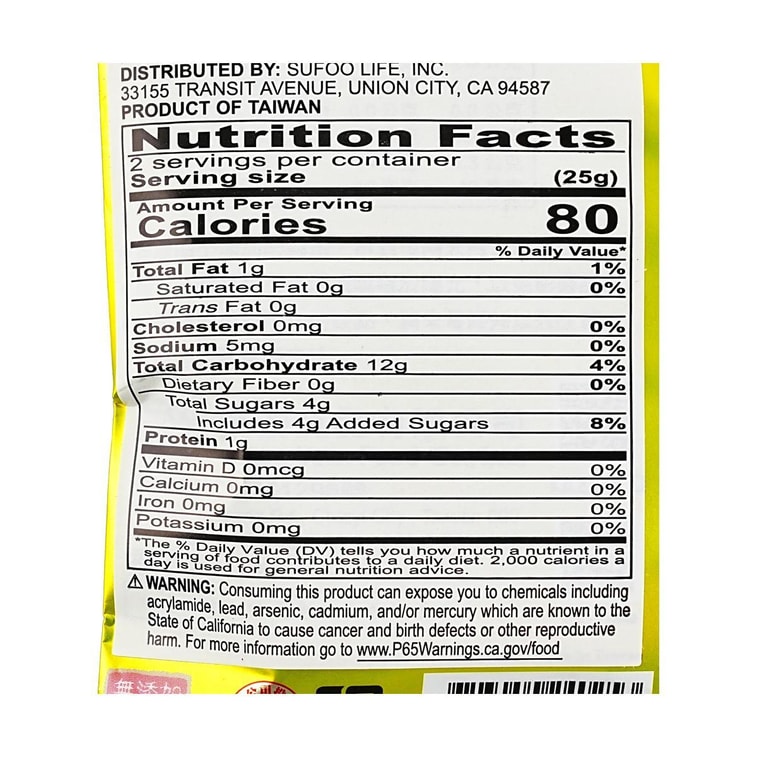 DISTRIBUTED BY: SUFOO LIFE, INC.
33155 TRANSIT AVENUE, UNION CITY, CA 94587
PRODUCT OF TAIWAN
Nutrition Facts
2 servings per container
Serving size (25g)
Amount Per Serving
Calories 80
% Daily Value*
Total Fat 1g 1%
Saturated Fat 0g 0%
Trans Fat 0g
Cholesterol 0mg 0%
Sodium 5mg 0%
Total Carbohydrate 12g 4%
Dietary Fiber 0g 0%
Total Sugars 4g
Includes 4g Added Sugars 8%
Protein 1g
Vitamin D 0mcg 0%
Calcium 0mg 0%
Iron 0mg 0%
Potassium 0mg 0%
*The % Daily Value (DV) tells you how much a nutrient in a
serving of food contributes to a daily diet. 2,000 calories a
day is used for general nutrition advice.
⚠ WARNING: Consuming this product can expose you to chemicals including
acrylamide, lead, arsenic, cadmium, and/or mercury which are known to the
State of California to cause cancer and birth defects or other reproductive
harm. For more information go to www.P65Warnings.ca.gov/food
無添加